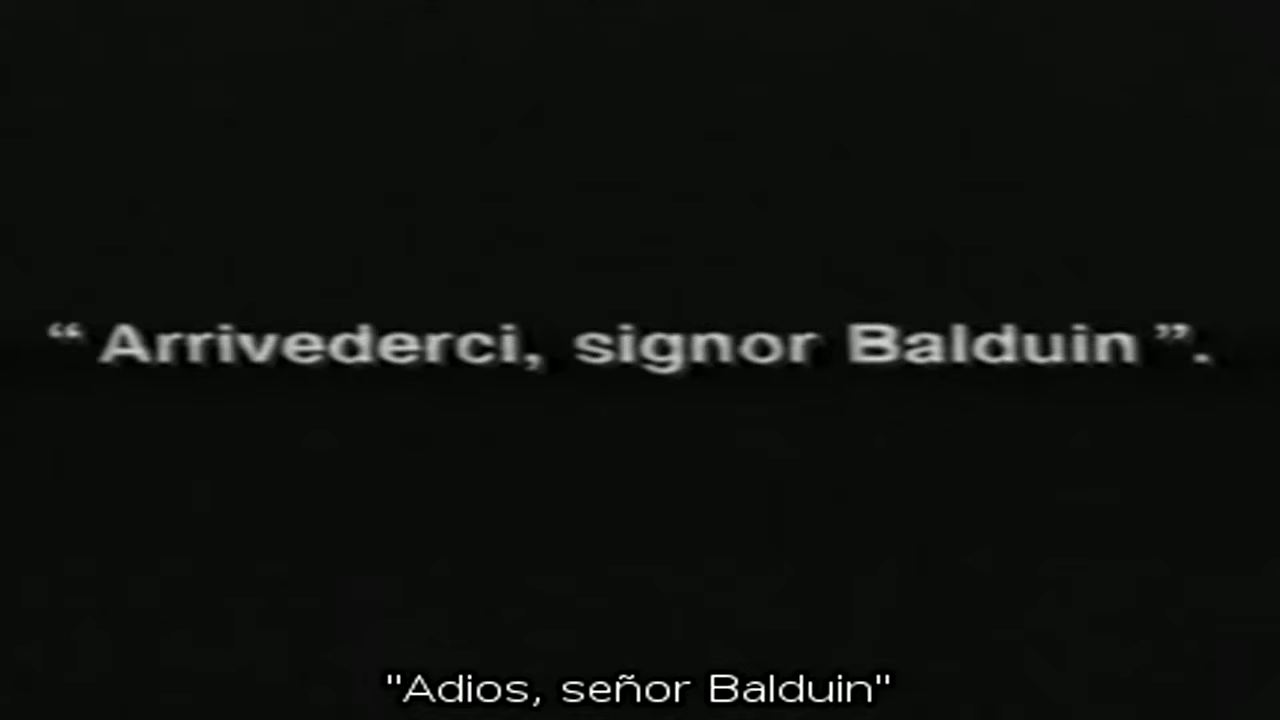 “ Arrivederci, signor Balduin ”.
"Adios, señor Balduin"